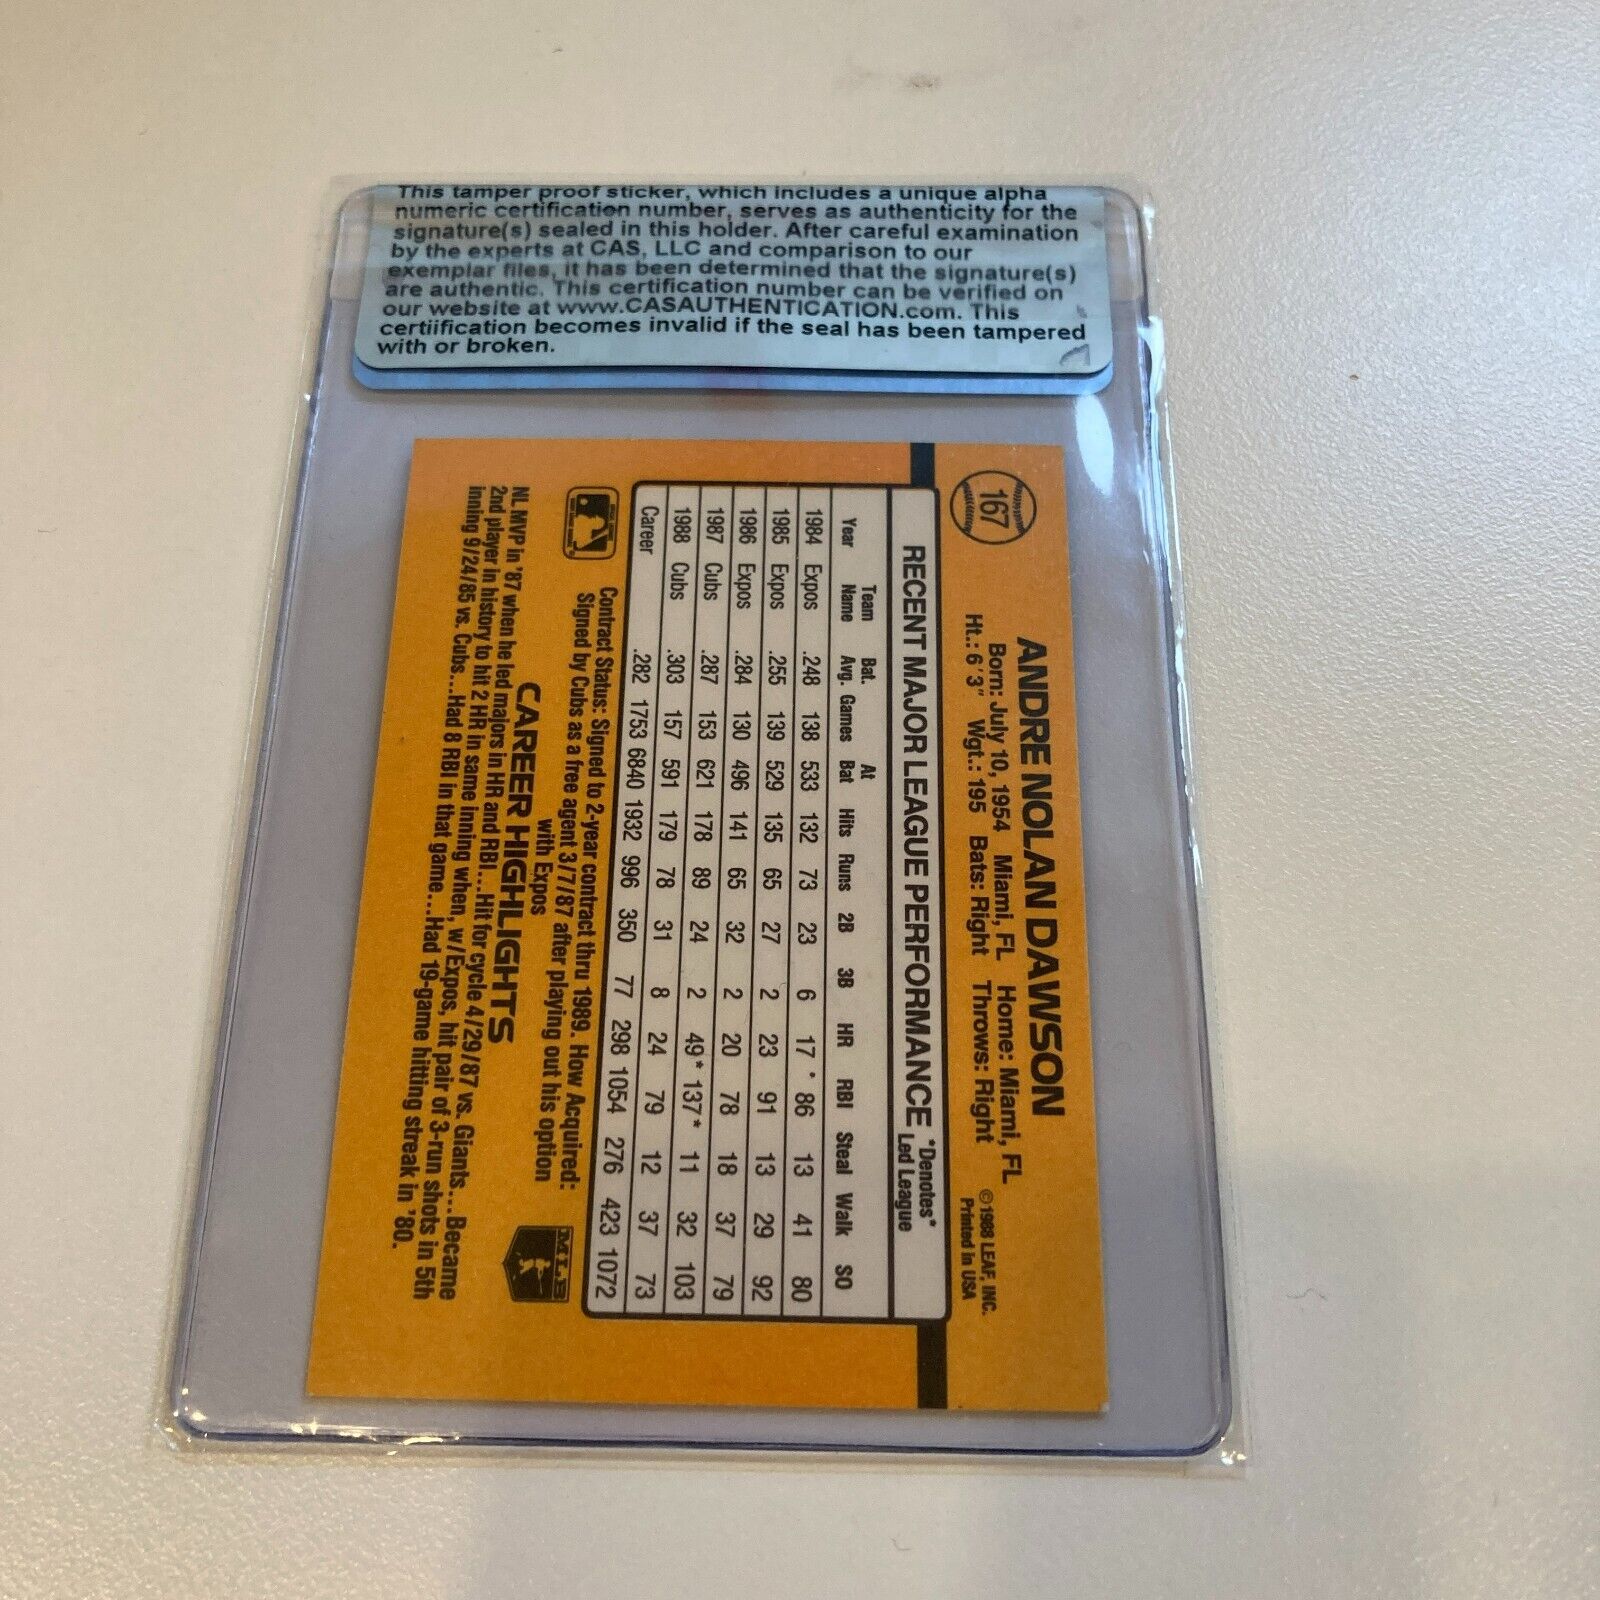 This tamper proof sticker, which includes a unique alpha
numeric certification number, serves as authenticity for the
signature(s) sealed in this holder. After careful examination
by the experts at CAS, LLC and comparison to our
exemplar files, it has been determined that the signature(s)
are authentic. This certification number can be verified on
our website at www.CASAUTHENTICATION.com. This
certiification becomes invalid if the seal has been tampered
with or broken.
167
ANDRE NOLAN DAWSON
Born: July 10, 1954 Miami, FL Home: Miami, FL
Ht.: 6'3" Wgt.: 195 Bats: Right Throws: Right
©1988 LEAF, INC.
Printed in USA
RECENT MAJOR LEAGUE PERFORMANCE *Denotes*
Led League
Year Team Name Bat. Avg. Games At Bat Hits Runs 2B 3B HR RBI Steal Walk SO
1984 Expos .248 138 533 132 73 23 6 17 * 86 13 41 80
1985 Expos .255 139 529 135 65 27 2 23 91 13 29 92
1986 Expos .284 130 496 141 65 32 2 20 78 18 37 79
1987 Cubs .287 153 621 178 89 24 2 49* 137* 11 32 103
1988 Cubs .303 157 591 179 78 31 8 24 79 12 37 73
Career .282 1753 6840 1932 996 350 77 298 1054 276 423 1072
Contract Status: Signed to 2-year contract thru 1989. How Acquired:
Signed by Cubs as a free agent 3/7/87 after playing out his option
with Expos
MLB
CAREER HIGHLIGHTS
NL MVP in '87 when he led majors in HR and RBI...Hit for cycle 4/29/87 vs. Giants...Became
2nd player in history to hit 2 HR in same inning when, w/Expos, hit pair of 3-run shots in 5th
inning 9/24/85 vs. Cubs...Had 8 RBI in that game...Had 19-game hitting streak in '80.